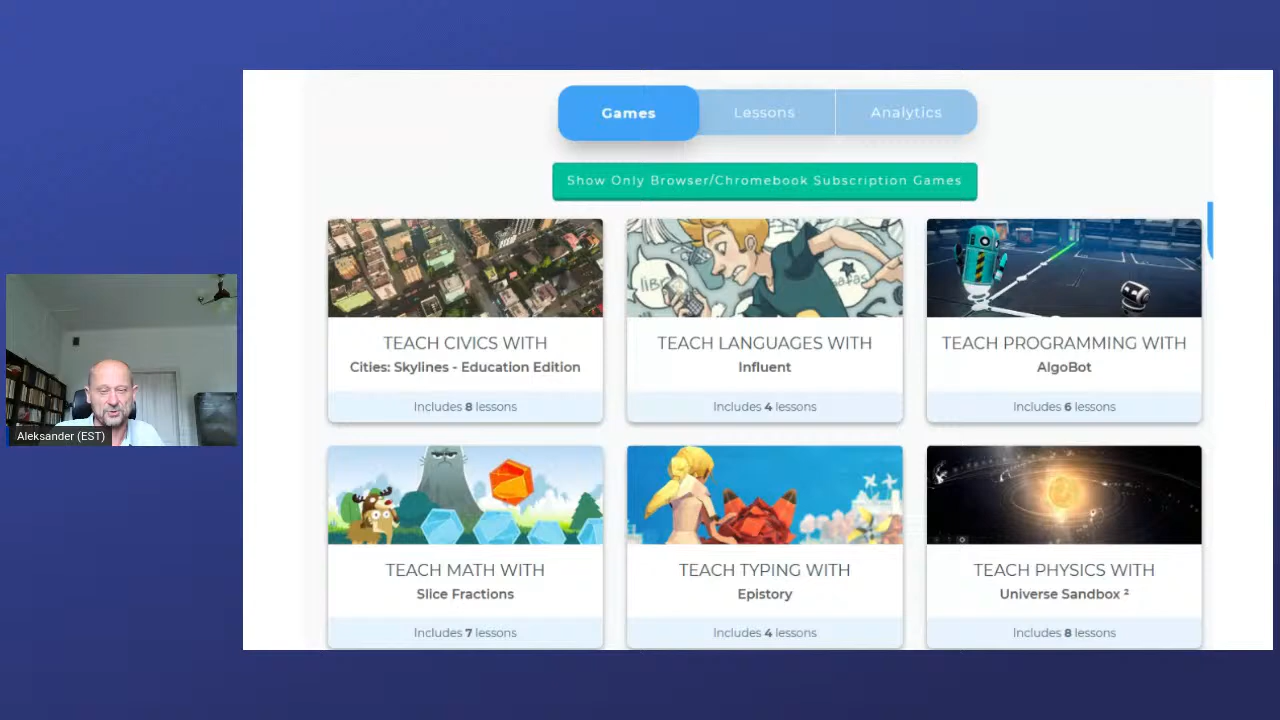 Games
Lessons
Analytics
Show Only Browser/Chromebook Subscription Games
TEACH CIVICS WITH
Cities: Skylines - Education Edition
Includes 8 lessons
TEACH LANGUAGES WITH
Influent
Includes 4 lessons
TEACH PROGRAMMING WITH
AlgoBot
Includes 6 lessons
TEACH MATH WITH
Slice Fractions
Includes 7 lessons
TEACH TYPING WITH
Epistory
Includes 4 lessons
TEACH PHYSICS WITH
Universe Sandbox ²
Includes 8 lessons
Aleksander (EST)